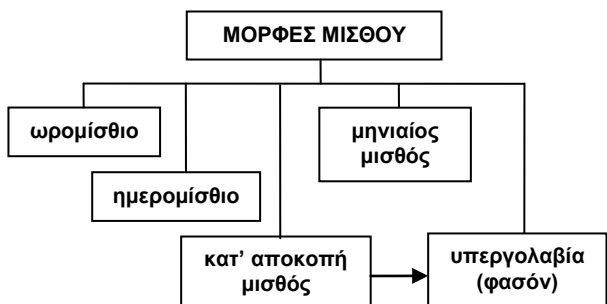 ΜΟΡΦΕΣ ΜΙΣΘΟΥ
ωρομίσθιο
μηνιαίος
μισθός
ημερομίσθιο
κατ’ αποκοπή
μισθός
υπεργολαβία
(φασόν)